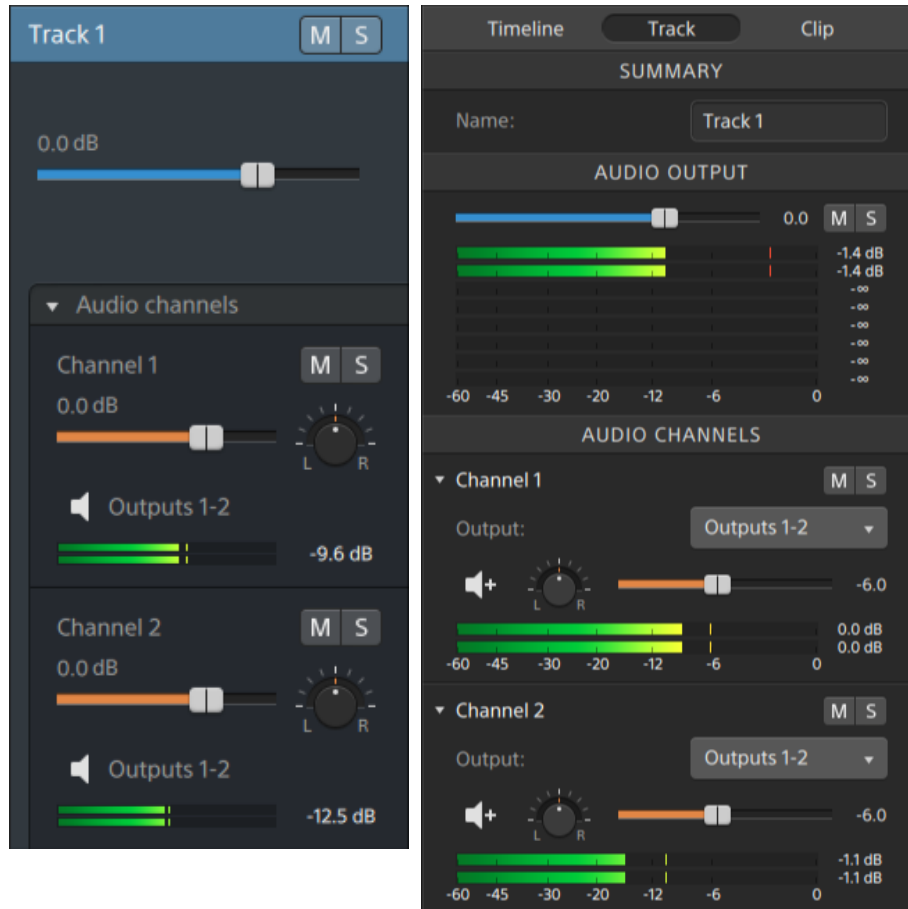 Track 1 M S
0.0 dB
Audio channels
Channel 1 M S
0.0 dB
L R
Outputs 1-2
-9.6 dB
Channel 2 M S
0.0 dB
L R
Outputs 1-2
-12.5 dB
Timeline Track Clip
SUMMARY
Name: Track 1
AUDIO OUTPUT
0.0 M S
-1.4 dB
-1.4 dB
-∞
-∞
-∞
-∞
-∞
-∞
-60 -45 -30 -20 -12 -6 0
AUDIO CHANNELS
Channel 1 M S
Output: Outputs 1-2
L R -6.0
0.0 dB
0.0 dB
-60 -45 -30 -20 -12 -6 0
Channel 2 M S
Output: Outputs 1-2
L R -6.0
-1.1 dB
-1.1 dB
-60 -45 -30 -20 -12 -6 0